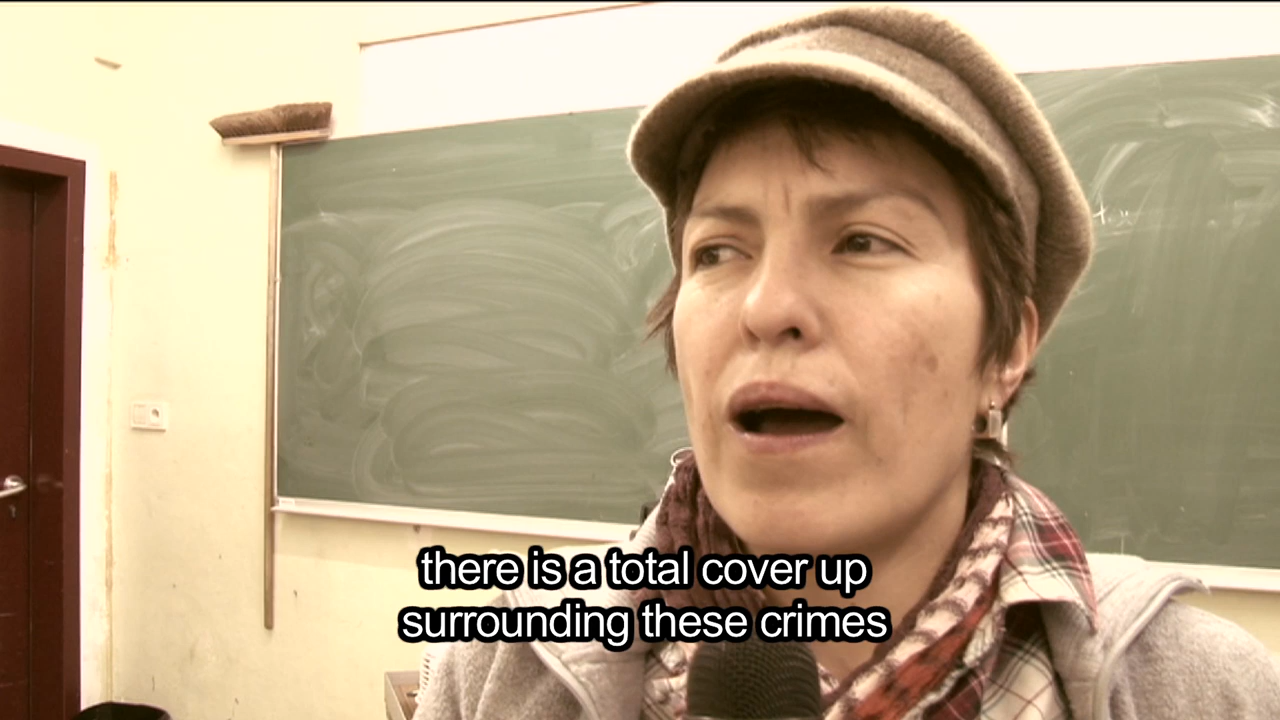 there is a total cover up
surrounding these crimes